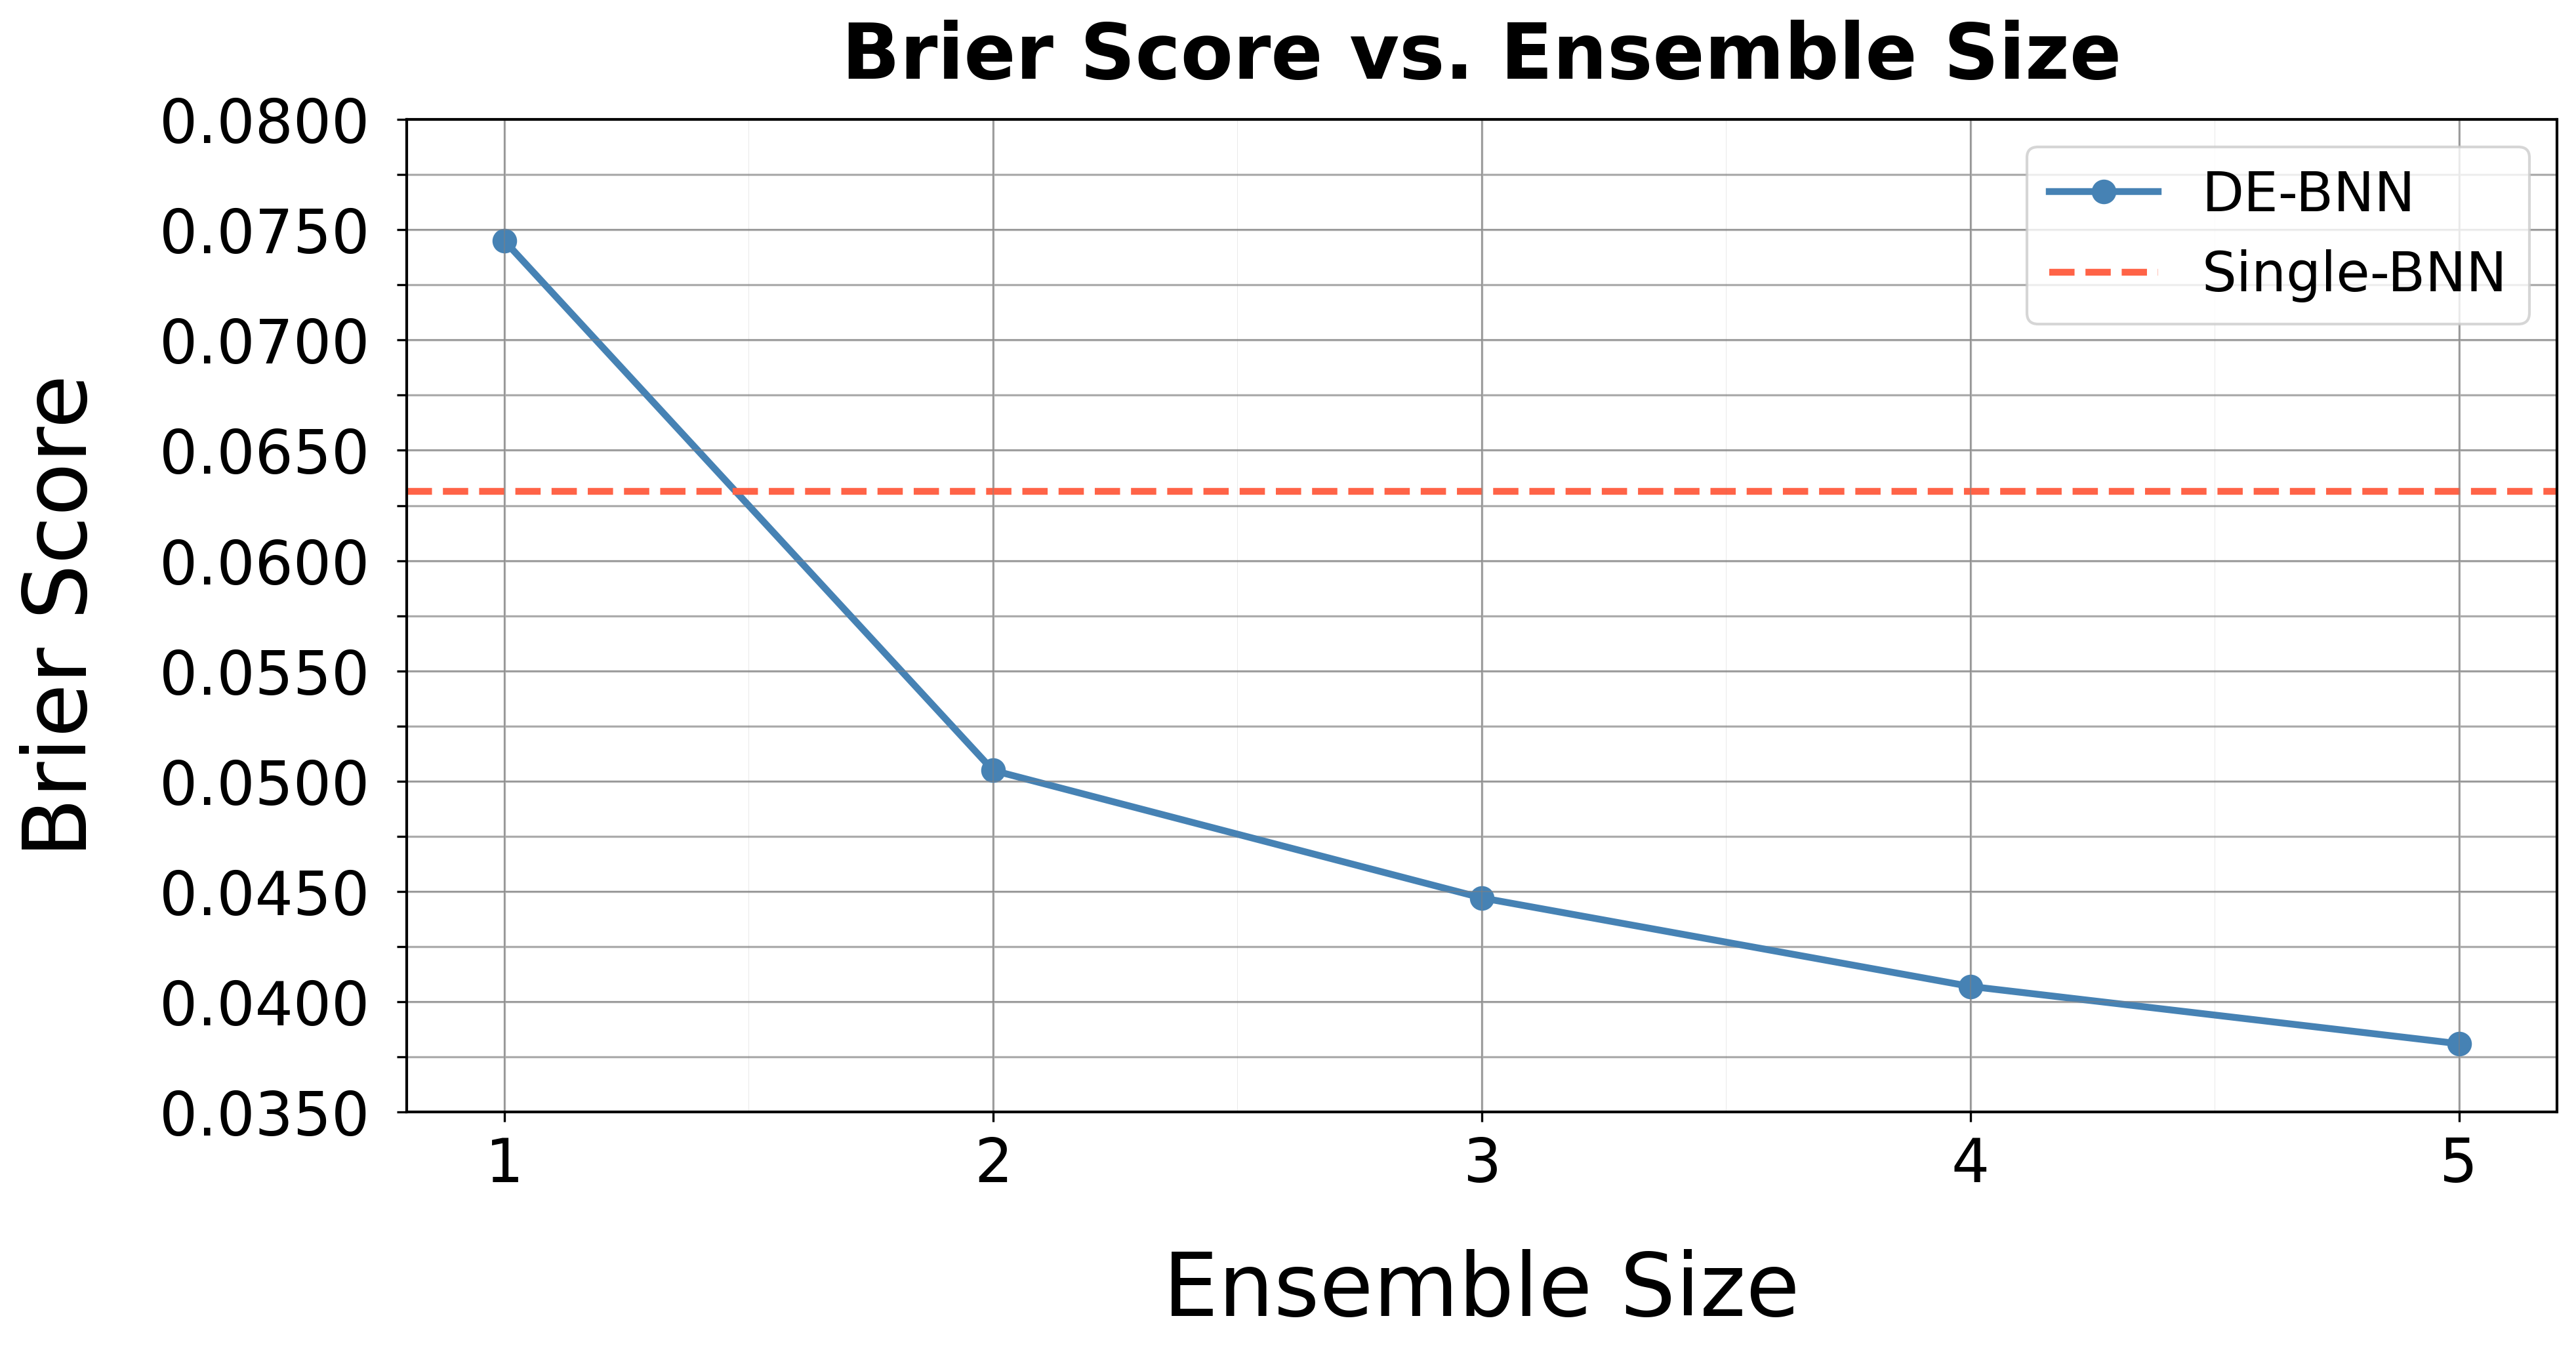 Brier Score vs. Ensemble Size
0.0800
0.0750
0.0700
0.0650
0.0600
0.0550
0.0500
0.0450
0.0400
0.0350
Brier Score
DE-BNN
Single-BNN
1 2 3 4 5
Ensemble Size